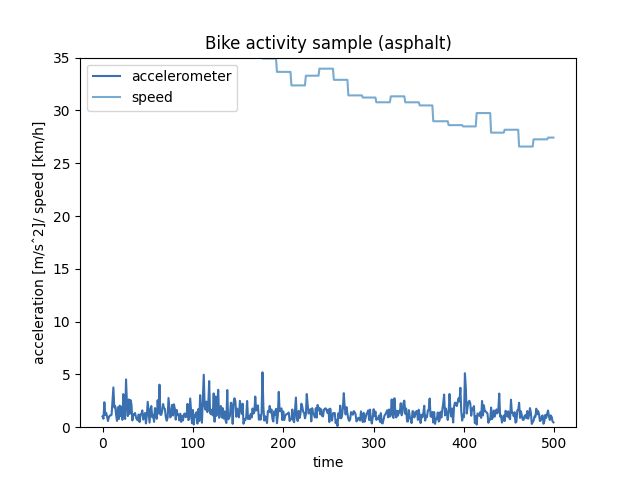 Bike activity sample (asphalt)
accelerometer
speed
acceleration [m/sˆ2]/ speed [km/h]
35
30
25
20
15
10
5
0
0 100 200 300 400 500
time